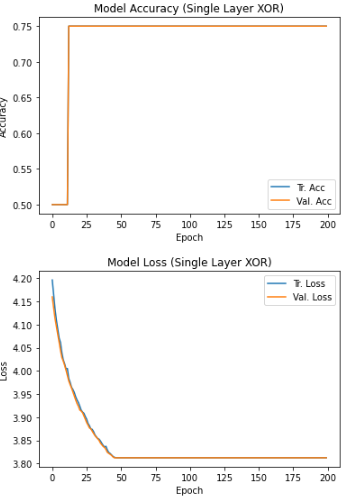 Model Accuracy (Single Layer XOR)
0.75
0.70
0.65
0.60
0.55
0.50
Accuracy
Tr. Acc
Val. Acc
0 25 50 75 100 125 150 175 200
Epoch
Model Loss (Single Layer XOR)
4.20
4.15
4.10
4.05
4.00
3.95
3.90
3.85
3.80
Loss
Tr. Loss
Val. Loss
0 25 50 75 100 125 150 175 200
Epoch